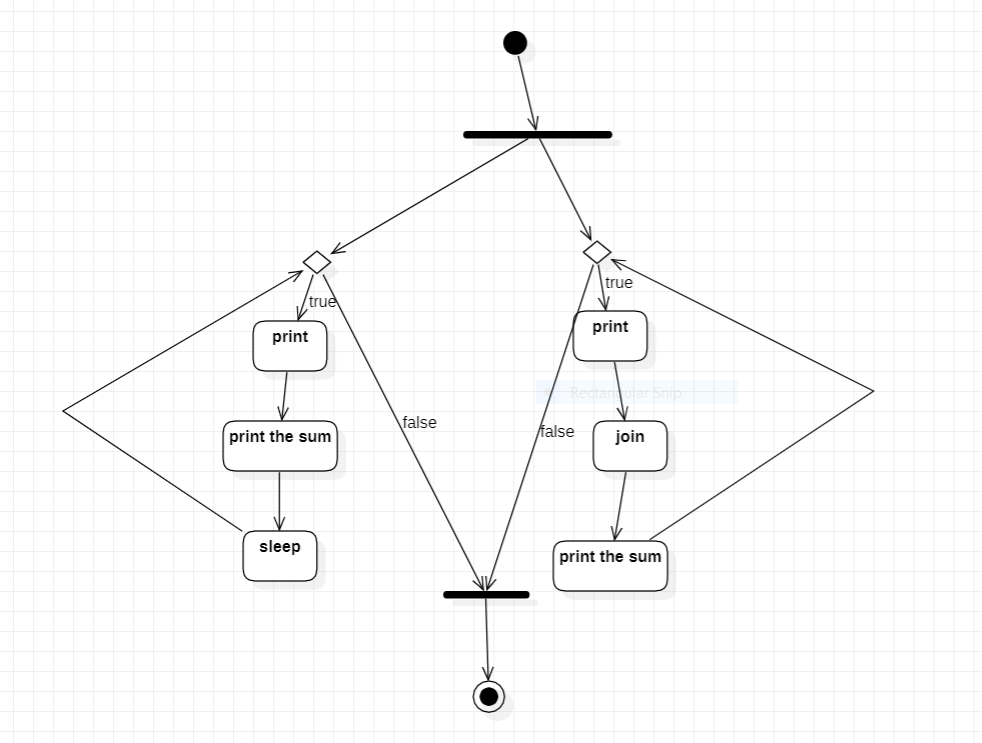 true
true
print
print
Rectangular Snip
false
false
print the sum
join
sleep
print the sum